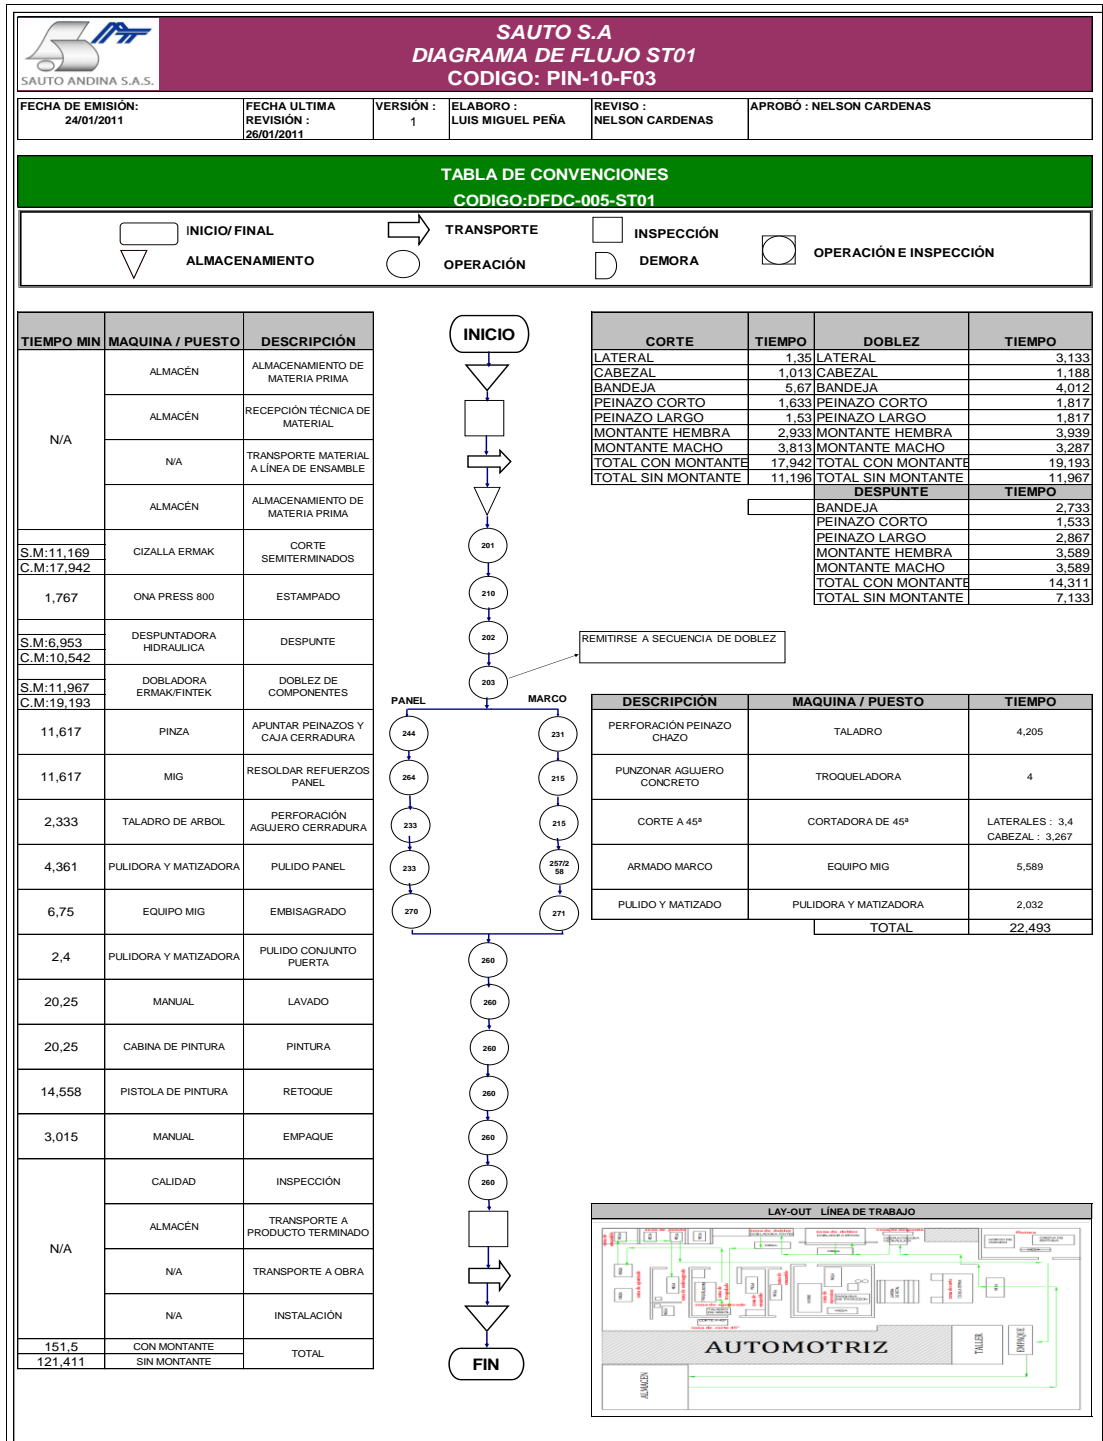 SAUTO ANDINA S.A.S.
SAUTO S.A
DIAGRAMA DE FLUJO ST01
CODIGO: PIN-10-F03
FECHA DE EMISIÓN:
24/01/2011
FECHA ULTIMA
REVISIÓN :
26/01/2011
VERSIÓN :
1
ELABORO :
LUIS MIGUEL PEÑA
REVISO :
NELSON CARDENAS
APROBÓ : NELSON CARDENAS
TABLA DE CONVENCIONES
CODIGO:DFDC-005-ST01
INICIO/ FINAL
TRANSPORTE
INSPECCIÓN
OPERACIÓN E INSPECCIÓN
ALMACENAMIENTO
OPERACIÓN
DEMORA
TIEMPO MIN MAQUINA / PUESTO DESCRIPCIÓN
N/A
ALMACÉN
ALMACENAMIENTO DE
MATERIA PRIMA
ALMACÉN
RECEPCIÓN TÉCNICA DE
MATERIAL
N/A
TRANSPORTE MATERIAL
A LÍNEA DE ENSAMBLE
ALMACÉN
ALMACENAMIENTO DE
MATERIA PRIMA
S.M:11,169
C.M:17,942
CIZALLA ERMAK
CORTE
SEMITERMINADOS
1,767 ONA PRESS 800 ESTAMPADO
S.M:6,953
C.M:10,542
DESPUNTADORA
HIDRAULICA
DESPUNTE
S.M:11,967
C.M:19,193
DOBLADORA
ERMAK/FINTEK
DOBLEZ DE
COMPONENTES
11,617 PINZA
APUNTAR PEINAZOS Y
CAJA CERRADURA
11,617 MIG
RESOLDAR REFUERZOS
PANEL
2,333 TALADRO DE ARBOL
PERFORACIÓN
AGUJERO CERRADURA
4,361 PULIDORA Y MATIZADORA PULIDO PANEL
6,75 EQUIPO MIG EMBISAGRADO
2,4 PULIDORA Y MATIZADORA
PULIDO CONJUNTO
PUERTA
20,25 MANUAL LAVADO
20,25 CABINA DE PINTURA PINTURA
14,558 PISTOLA DE PINTURA RETOQUE
3,015 MANUAL EMPAQUE
N/A
CALIDAD INSPECCIÓN
ALMACÉN
TRANSPORTE A
PRODUCTO TERMINADO
N/A TRANSPORTE A OBRA
N/A INSTALACIÓN
151,5 CON MONTANTE
121,411 SIN MONTANTE
TOTAL
INICIO
201
210
202
203
REMITIRSE A SECUENCIA DE DOBLEZ
PANEL
MARCO
244
231
264
215
233
215
233
257/2
58
270
271
260
260
260
260
260
260
FIN
CORTE TIEMPO DOBLEZ TIEMPO
LATERAL 1,35 LATERAL 3,133
CABEZAL 1,013 CABEZAL 1,188
BANDEJA 5,67 BANDEJA 4,012
PEINAZO CORTO 1,633 PEINAZO CORTO 1,817
PEINAZO LARGO 1,53 PEINAZO LARGO 1,817
MONTANTE HEMBRA 2,933 MONTANTE HEMBRA 3,939
MONTANTE MACHO 3,813 MONTANTE MACHO 3,287
TOTAL CON MONTANTE 17,942 TOTAL CON MONTANTE 19,193
TOTAL SIN MONTANTE 11,196 TOTAL SIN MONTANTE 11,967
DESPUNTE TIEMPO
BANDEJA 2,733
PEINAZO CORTO 1,533
PEINAZO LARGO 2,867
MONTANTE HEMBRA 3,589
MONTANTE MACHO 3,589
TOTAL CON MONTANTE 14,311
TOTAL SIN MONTANTE 7,133
DESCRIPCIÓN MAQUINA / PUESTO TIEMPO
PERFORACIÓN PEINAZO
CHAZO
TALADRO 4,205
PUNZONAR AGUJERO
CONCRETO
TROQUELADORA 4
CORTE A 45ª CORTADORA DE 45ª
LATERALES : 3,4
CABEZAL : 3,267
ARMADO MARCO EQUIPO MIG 5,589
PULIDO Y MATIZADO PULIDORA Y MATIZADORA 2,032
TOTAL 22,493
LAY-OUT LÍNEA DE TRABAJO
AUTOMOTRIZ
TALLER
EMPAQUE
ALMACEN